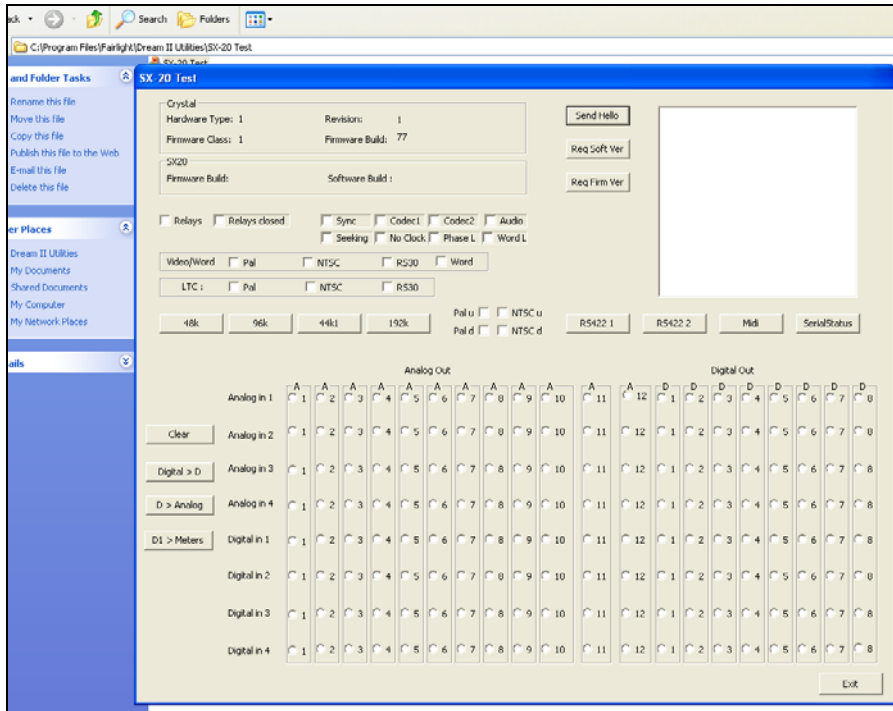 ack Search Folders
C:\Program Files\Fairlight\Dream II Utilities\SX-20 Test
SX-20 Test
and Folder Tasks
Rename this file
Move this file
Copy this file
Publish this file to the Web
E-mail this file
Delete this file
er Places
Dream II Utilities
My Documents
Shared Documents
My Computer
My Network Places
ails
SX-20 Test
Crystal
Hardware Type: 1 Revision: 1
Firmware Class: 1 Firmware Build: 77
SX20
Firmware Build: Software Build :
Send Hello
Req Soft Ver
Req Firm Ver
Relays Relays closed Sync Codec1 Codec2 Audio
Seeking No Clock Phase L Word L
Video/Word Pal NTSC RS30 Word
LTC : Pal NTSC RS30
48k 96k 44k1 192k Pal u NTSC u RS422 1 RS422 2 Midi SerialStatus
Pal d NTSC d
Analog Out Digital Out
A A A A A A A A A A A A D D D D D D D D
Analog in 1 1 2 3 4 5 6 7 8 9 10 11 12 1 2 3 4 5 6 7 8
Clear Analog in 2 1 2 3 4 5 6 7 8 9 10 11 12 1 2 3 4 5 6 7 8
Digital > D Analog in 3 1 2 3 4 5 6 7 8 9 10 11 12 1 2 3 4 5 6 7 8
D > Analog Analog in 4 1 2 3 4 5 6 7 8 9 10 11 12 1 2 3 4 5 6 7 8
D1 > Meters Digital in 1 1 2 3 4 5 6 7 8 9 10 11 12 1 2 3 4 5 6 7 8
Digital in 2 1 2 3 4 5 6 7 8 9 10 11 12 1 2 3 4 5 6 7 8
Digital in 3 1 2 3 4 5 6 7 8 9 10 11 12 1 2 3 4 5 6 7 8
Digital in 4 1 2 3 4 5 6 7 8 9 10 11 12 1 2 3 4 5 6 7 8
Exit